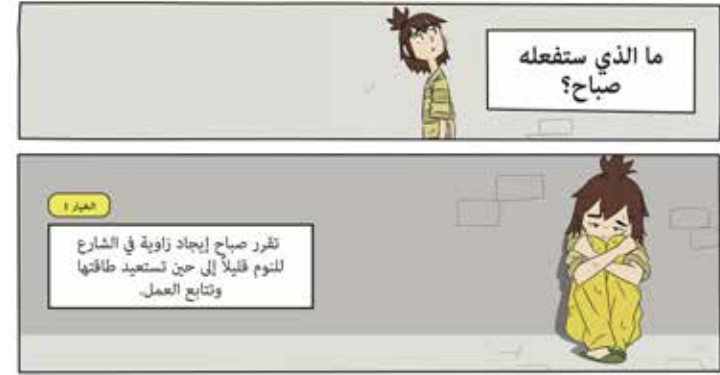 ما الذي ستفعله
صباح؟
الخيار 1
تقرر صباح إيجاد زاوية في الشارع
للنوم قليلاً إلى حين تستعيد طاقتها
وتتابع العمل.